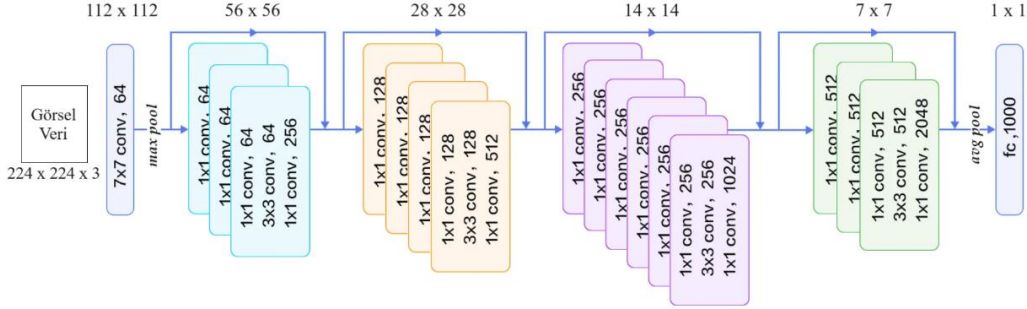 112 x 112
56 x 56
28 x 28
14 x 14
7 x 7
1 x 1
Görsel
Veri
224 x 224 x 3
7x7 conv, 64
max pool
1x1 conv, 64
1x1 conv, 64
1x1 conv, 64
3x3 conv, 64
1x1 conv, 256
1x1 conv, 128
1x1 conv, 128
1x1 conv, 128
1x1 conv, 128
3x3 conv, 128
1x1 conv, 512
1x1 conv, 256
1x1 conv, 256
1x1 conv, 256
1x1 conv, 256
1x1 conv, 256
1x1 conv, 256
3x3 conv, 256
1x1 conv, 1024
1x1 conv, 512
1x1 conv, 512
1x1 conv, 512
3x3 conv, 512
1x1 conv, 2048
avg pool
fc ,1000